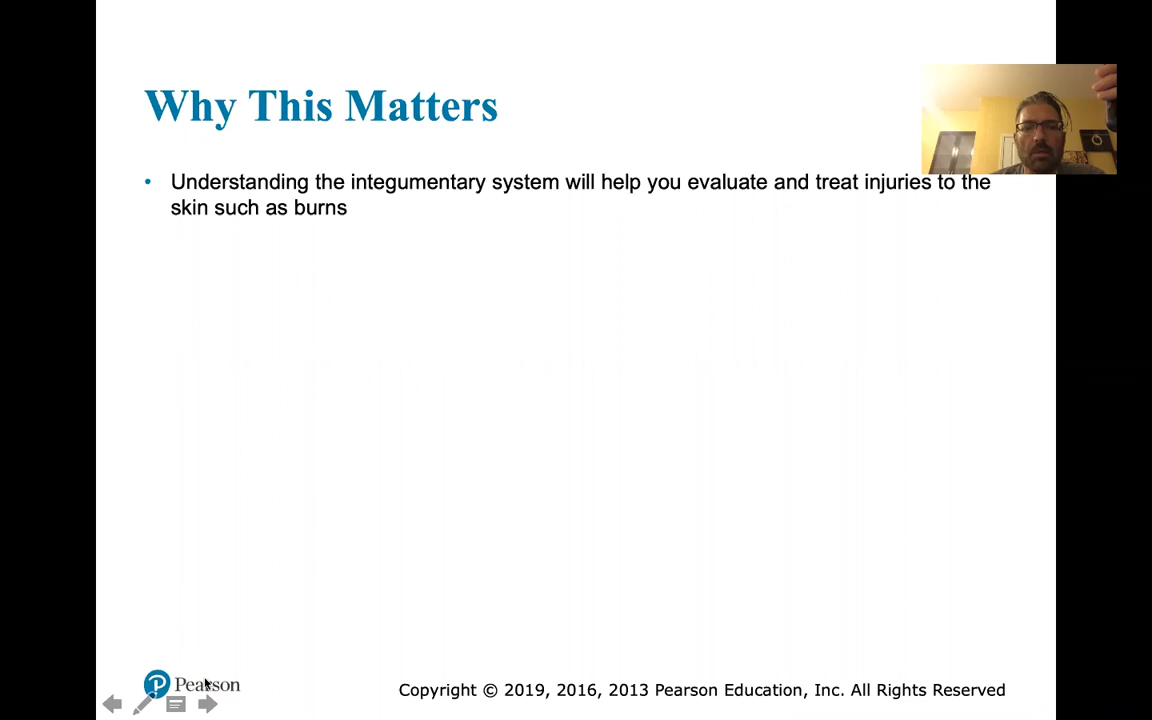 Why This Matters
• Understanding the integumentary system will help you evaluate and treat injuries to the
skin such as burns
Pearson
Copyright © 2019, 2016, 2013 Pearson Education, Inc. All Rights Reserved